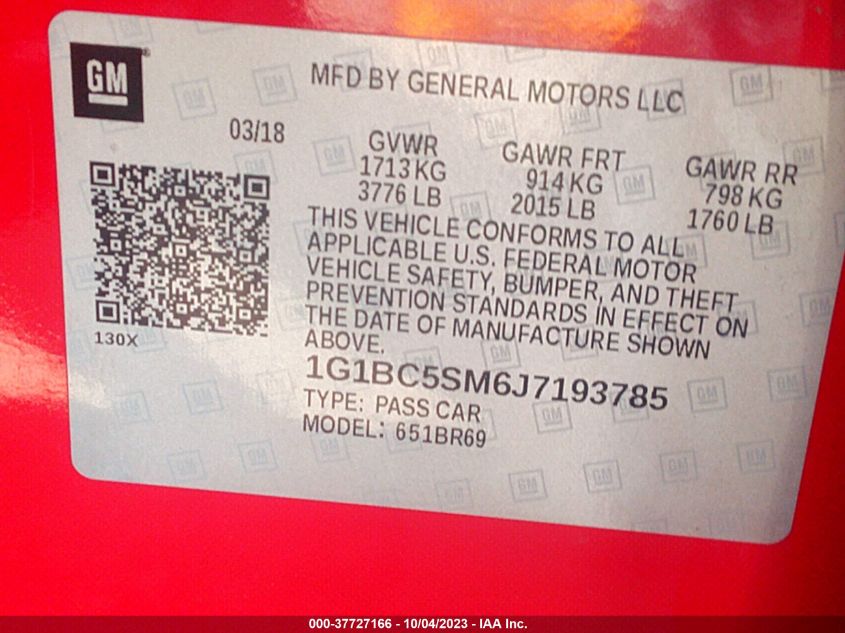 GM
MFD BY GENERAL MOTORS LLC
03/18
GVWR
1713 KG
3776 LB
GAWR FRT
914 KG
2015 LB
GAWR RR
798 KG
1760 LB
THIS VEHICLE CONFORMS TO ALL
APPLICABLE U.S. FEDERAL MOTOR
VEHICLE SAFETY, BUMPER, AND THEFT
PREVENTION STANDARDS IN EFFECT ON
THE DATE OF MANUFACTURE SHOWN
ABOVE.
130X
1G1BC5SM6J7193785
TYPE: PASS CAR
MODEL: 651BR69
000-37727166 - 10/04/2023 - IAA Inc.